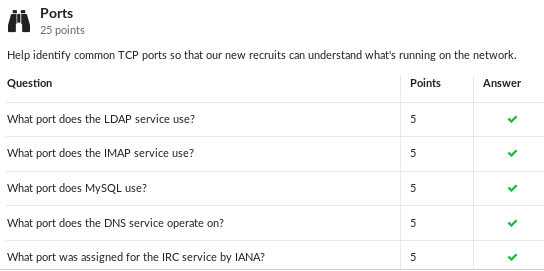 Ports
25 points
Help identify common TCP ports so that our new recruits can understand what's running on the network.
Question Points Answer
What port does the LDAP service use? 5
What port does the IMAP service use? 5
What port does MySQL use? 5
What port does the DNS service operate on? 5
What port was assigned for the IRC service by IANA? 5